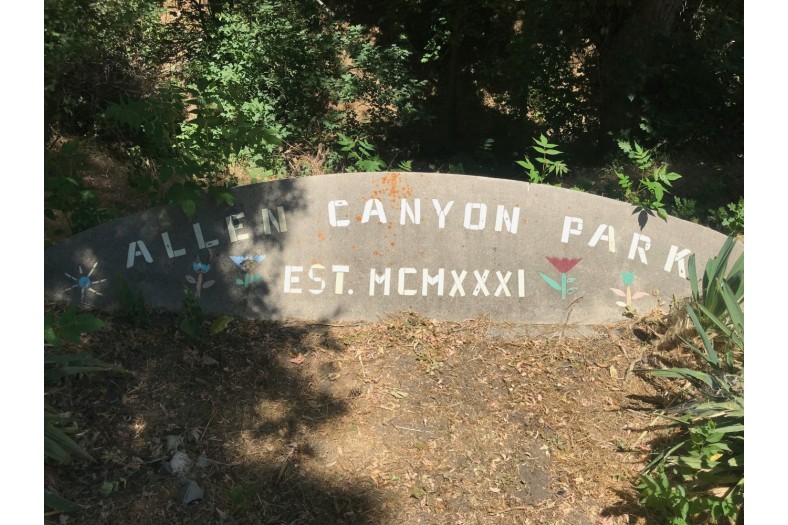 ALLEN CANYON PARK
EST. MCMXXXI